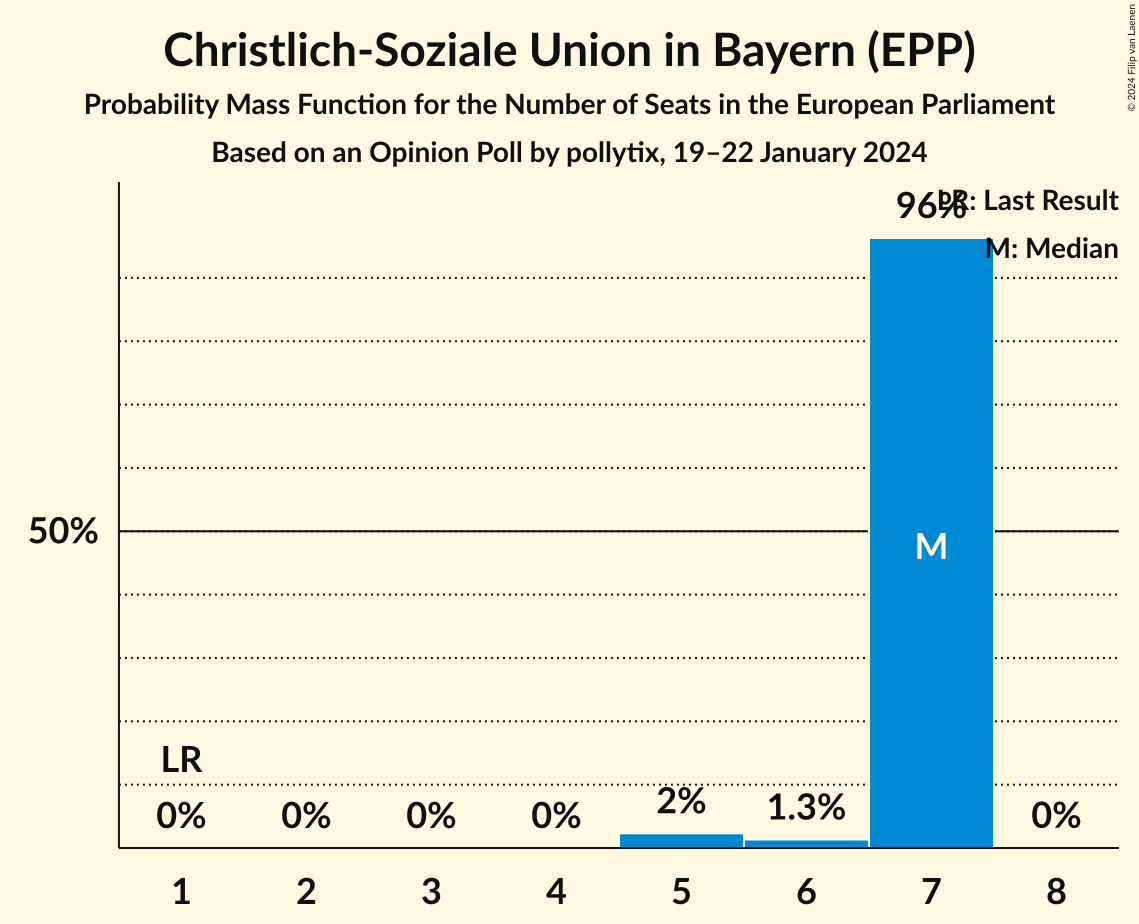 Christlich-Soziale Union in Bayern (EPP)
Probability Mass Function for the Number of Seats in the European Parliament
Based on an Opinion Poll by pollytix, 19–22 January 2024
© 2024 Filip van Laenen
96%
LR: Last Result
M: Median
50%
M
LR
0%
0%
0%
0%
2%
1.3%
0%
1
2
3
4
5
6
7
8